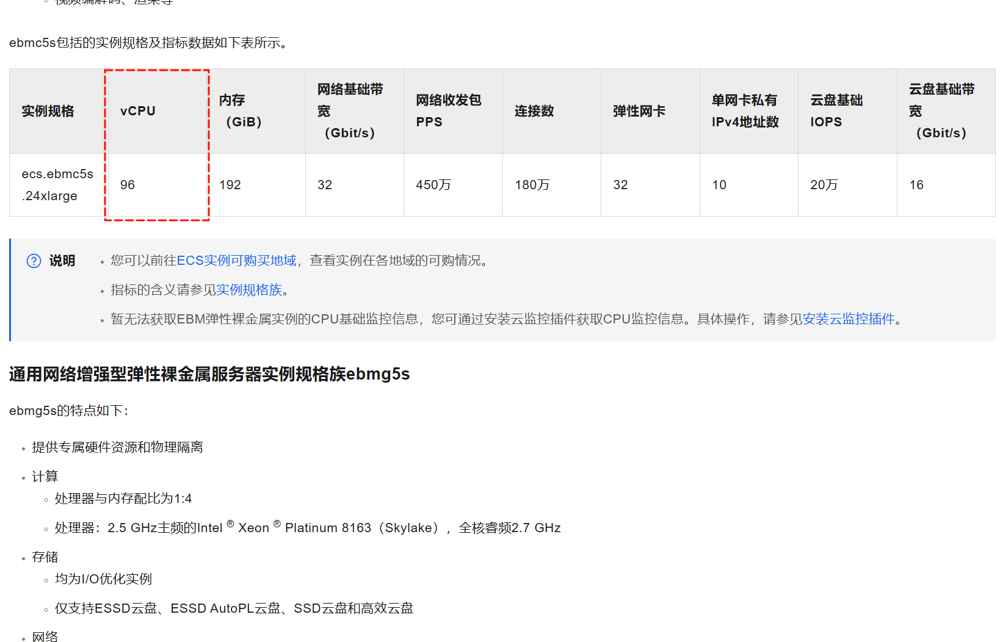 视频编解码、渲染等
ebmc5s包括的实例规格及指标数据如下表所示。
实例规格
vCPU
内存
（GiB）
网络基础带
宽
（Gbit/s）
网络收发包
PPS
连接数
弹性网卡
单网卡私有
IPv4地址数
云盘基础
IOPS
云盘基础带
宽
（Gbit/s）
ecs.ebmc5s
.24xlarge
96
192
32
450万
180万
32
10
20万
16
说明
您可以前往ECS实例可购买地域，查看实例在各地域的可购情况。
指标的含义请参见实例规格族。
暂无法获取EBM弹性裸金属实例的CPU基础监控信息，您可通过安装云监控插件获取CPU监控信息。具体操作，请参见安装云监控插件。
通用网络增强型弹性裸金属服务器实例规格族ebmg5s
ebmg5s的特点如下：
提供专属硬件资源和物理隔离
计算
处理器与内存配比为1:4
处理器：2.5 GHz主频的Intel ® Xeon ® Platinum 8163（Skylake），全核睿频2.7 GHz
存储
均为I/O优化实例
仅支持ESSD云盘、ESSD AutoPL云盘、SSD云盘和高效云盘
网络